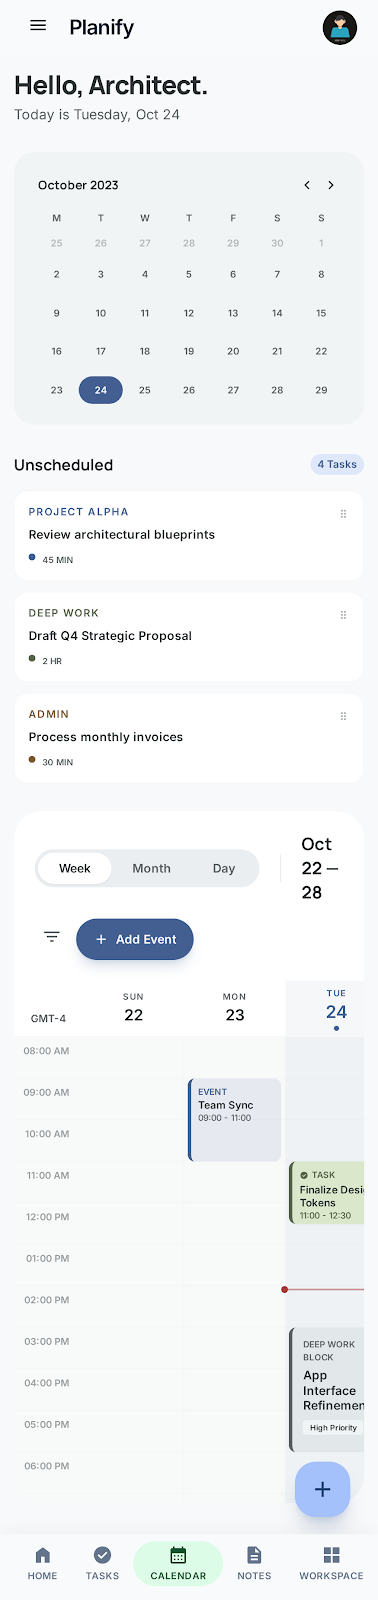 Planify
Hello, Architect.
Today is Tuesday, Oct 24
October 2023
M T W T F S S
25 26 27 28 29 30 1
2 3 4 5 6 7 8
9 10 11 12 13 14 15
16 17 18 19 20 21 22
23 24 25 26 27 28 29
Unscheduled 4 Tasks
PROJECT ALPHA
Review architectural blueprints
45 MIN
DEEP WORK
Draft Q4 Strategic Proposal
2 HR
ADMIN
Process monthly invoices
30 MIN
Week Month Day
Oct
22 –
28
+ Add Event
GMT-4
SUN
22
MON
23
TUE
24
08:00 AM
09:00 AM
EVENT
Team Sync
09:00 - 11:00
10:00 AM
11:00 AM
TASK
Finalize Desi
Tokens
11:00 - 12:30
12:00 PM
01:00 PM
02:00 PM
03:00 PM
DEEP WORK
BLOCK
App
Interface
Refinemen
High Priority
04:00 PM
05:00 PM
06:00 PM
+
HOME TASKS CALENDAR NOTES WORKSPACE